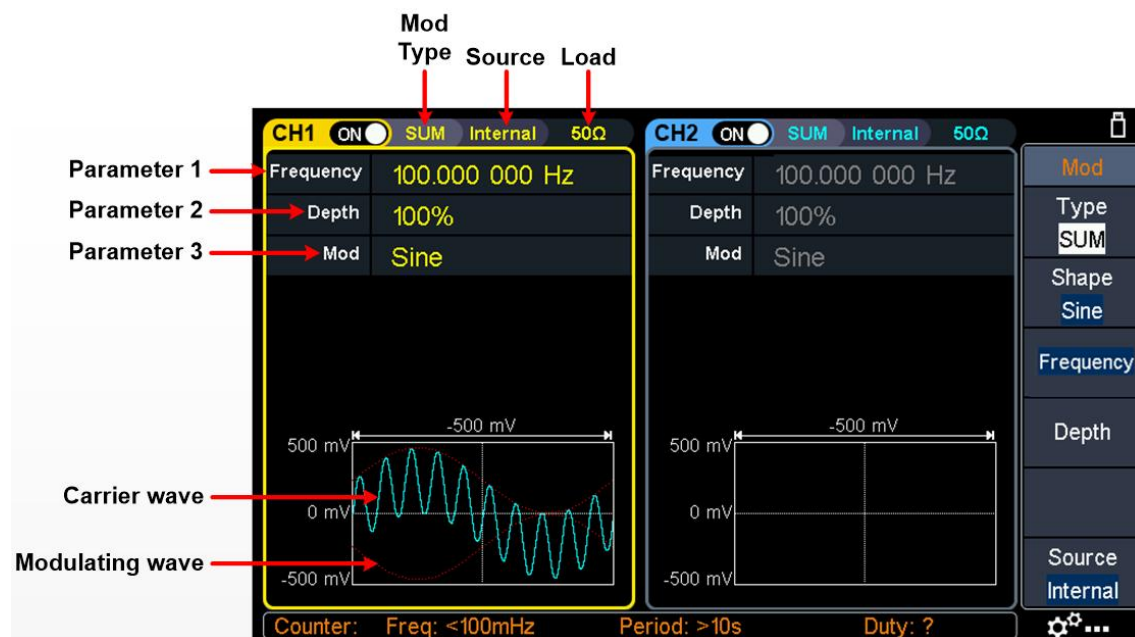 Mod
Type Source Load
CH1 ON SUM Internal 50Ω CH2 ON SUM Internal 50Ω
Parameter 1 Frequency 100.000 000 Hz Frequency 100.000 000 Hz Mod
Parameter 2 Depth 100% Depth 100% Type
SUM
Parameter 3 Mod Sine Mod Sine
Shape
Sine
Frequency
-500 mV -500 mV
500 mV 500 mV Depth
Carrier wave 0 mV 0 mV
Modulating wave -500 mV -500 mV
Source
Internal
Counter: Freq: <100mHz Period: >10s Duty: ?